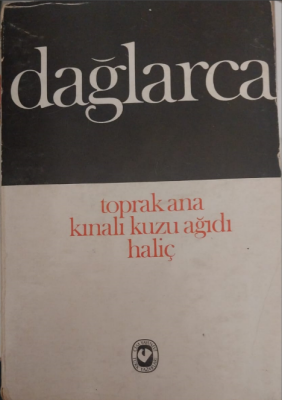 dağlarca
toprak ana
kınalı kuzu ağıdı
haliç